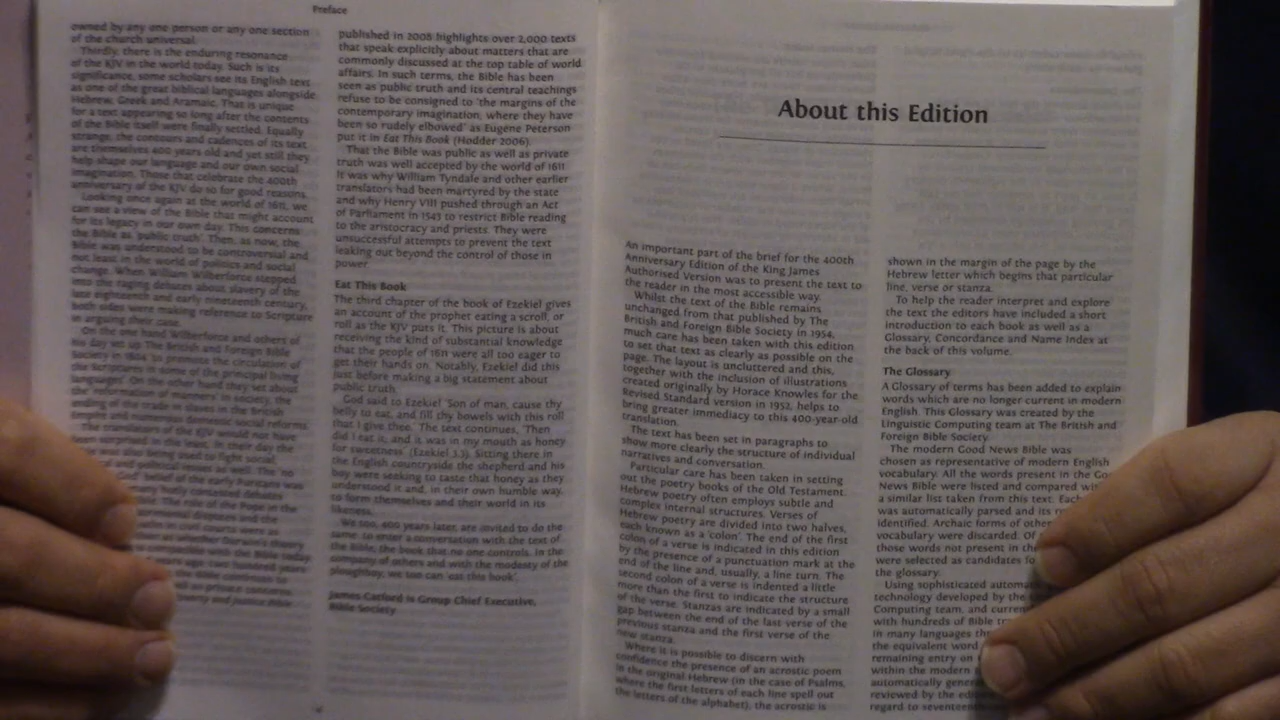 Preface
owned by any one person or any one section
of the church universal.
Thirdly, there is the enduring resonance
of the KJV in the world today. Such is its
significance, some scholars see its English text
as one of the great biblical languages alongside
Hebrew, Greek and Aramaic. That is unique
for a text appearing so long after the contents
of the Bible itself were finally settled. Equally
strange, the contours and cadences of its text
are themselves 400 years old and yet still they
help shape our language and our own social
imagination. Those that celebrate the 400th
anniversary of the KJV do so for good reasons.
Looking once again at the world of 1611, we
can see a view of the Bible that might account
for its legacy in our own day. This concerns
the Bible as 'public truth'. Then, as now, the
Bible was understood to be controversial and
not least in the world of politics and social
change. When William Wilberforce stepped
into the raging debates about slavery of the
late eighteenth and early nineteenth century,
both sides were making reference to Scripture
in arguing their case.
On the one hand Wilberforce and others of
his day set up The British and Foreign Bible
Society in 1804 'to promote the circulation of
the Scriptures in some of the principal living
languages'. On the other hand they set about
the 'reformation of manners' in society, the
ending of the trade in slaves in the British
Empire and numerous domestic social reforms.
The translators of the KJV would not have
been surprised in the least. In their day the
Bible was also being used to fight social
and political issues as well. The 'no
belief of the early Puritans
hotly contested debates
The role of the Pope in the
disputes and the
in civil courts were as
Poverty and Justice Bible
published in 2008 highlights over 2,000 texts
that speak explicitly about matters that are
commonly discussed at the top table of world
affairs. In such terms, the Bible has been
seen as public truth and its central teachings
refuse to be consigned to 'the margins of the
contemporary imagination, where they have
been so rudely elbowed' as Eugene Peterson
put it in Eat This Book (Hodder 2006).
That the Bible was public as well as private
truth was well accepted by the world of 1611.
It was why William Tyndale and other earlier
translators had been martyred by the state
and why Henry VIII pushed through an Act
of Parliament in 1543 to restrict Bible reading
to the aristocracy and priests. They were
unsuccessful attempts to prevent the text
leaking out beyond the control of those in
power.
Eat This Book
The third chapter of the book of Ezekiel gives
an account of the prophet eating a scroll, or
roll as the KJV puts it. This picture is about
receiving the kind of substantial knowledge
that the people of 1611 were all too eager to
get their hands on. Notably, Ezekiel did this
just before making a big statement about
public truth.
God said to Ezekiel 'Son of man, cause thy
belly to eat, and fill thy bowels with this roll
that I give thee.' The text continues, 'Then
did I eat it; and it was in my mouth as honey
for sweetness' (Ezekiel 3.3). Sitting there in
the English countryside the shepherd and his
boy were seeking to taste that honey as they
understood it and, in their own humble way,
to form themselves and their world in its
likeness.
We too, 400 years later, are invited to do the
same: to enter a conversation with the text of
the Bible, the book that no one controls. In the
company of others and with the modesty of the
ploughboy, we too can 'eat this book'.
James Catford is Group Chief Executive,
Bible Society
About this Edition
An important part of the brief for the 400th
Anniversary Edition of the King James
Authorised Version was to present the text to
the reader in the most accessible way.
Whilst the text of the Bible remains
unchanged from that published by The
British and Foreign Bible Society in 1954,
much care has been taken with this edition
to set that text as clearly as possible on the
page. The layout is uncluttered and this,
together with the inclusion of illustrations
created originally by Horace Knowles for the
Revised Standard version in 1952, helps to
bring greater immediacy to this 400-year-old
translation.
The text has been set in paragraphs to
show more clearly the structure of individual
narratives and conversation.
Particular care has been taken in setting
out the poetry books of the Old Testament.
Hebrew poetry often employs subtle and
complex internal structures. Verses of
Hebrew poetry are divided into two halves,
each known as a 'colon'. The end of the first
colon of a verse is indicated in this edition
by the presence of a punctuation mark at the
end of the line and, usually, a line turn. The
second colon of a verse is indented a little
more than the first to indicate the structure
of the verse. Stanzas are indicated by a small
gap between the end of the last verse of the
previous stanza and the first verse of the
new stanza.
Where it is possible to discern with
confidence the presence of an acrostic poem
in the original Hebrew (in the case of Psalms,
where the first letters of each line spell out
the letters of the alphabet), the acrostic is
shown in the margin of the page by the
Hebrew letter which begins that particular
line, verse or stanza.
To help the reader interpret and explore
the text the editors have included a short
introduction to each book as well as a
Glossary, Concordance and Name Index at
the back of this volume.
The Glossary
A Glossary of terms has been added to explain
words which are no longer current in modern
English. This Glossary was created by the
Linguistic Computing team at The British and
Foreign Bible Society.
The modern Good News Bible was
chosen as representative of modern English
vocabulary. All the words present in the Go
News Bible were listed and compared wit
a similar list taken from this text. Each
was automatically parsed and its r
identified. Archaic forms of other
vocabulary were discarded. Of
those words not present in th
were selected as candidates fo
the glossary.
Using sophisticated automa
technology developed by the
Computing team, and curren
with hundreds of Bible tr
in many languages th
the equivalent word
remaining entry on
within the modern
automatically gene
reviewed by the edi
regard to seventeen